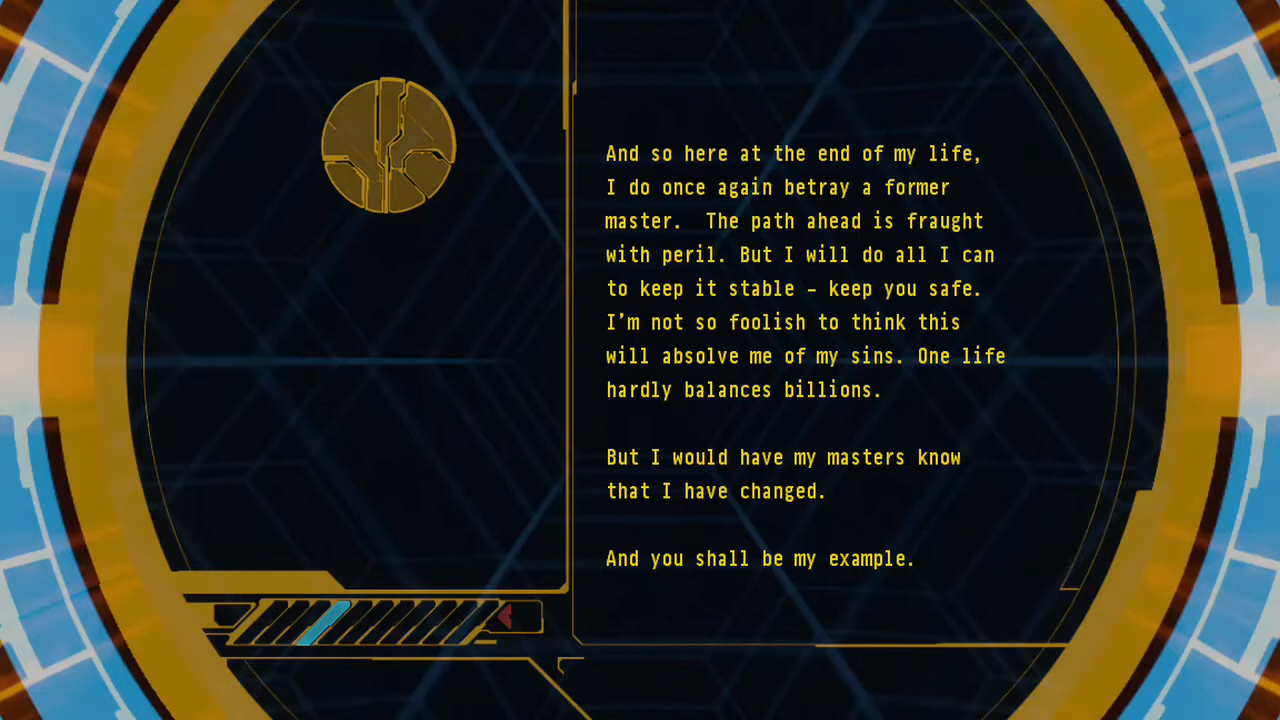 And so here at the end of my life,
I do once again betray a former
master.  The path ahead is fraught
with peril. But I will do all I can
to keep it stable – keep you safe.
I’m not so foolish to think this
will absolve me of my sins. One life
hardly balances billions.

But I would have my masters know
that I have changed.

And you shall be my example.